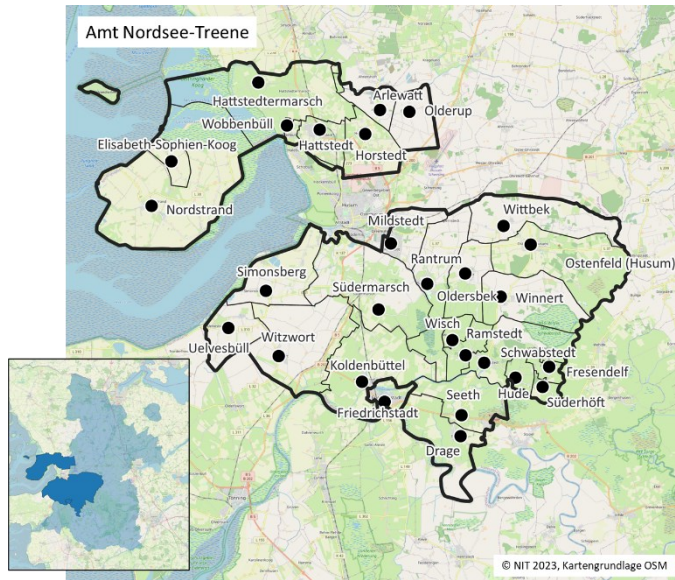 Amt Nordsee-Treene
Hattstedtermarsch
Arlewatt
Olderup
Wobbenbüll
Hattstedt
Horstedt
Elisabeth-Sophien-Koog
Nordstrand
Mildstedt
Wittbek
Rantrum
Ostenfeld (Husum)
Simonsberg
Südermarsch
Oldersbek
Winnert
Wisch
Ramstedt
Uelvesbüll
Witzwort
Schwabstedt
Koldenbüttel
Fresendelf
Seeth
Hude
Süderhöft
Friedrichstadt
Drage
© NIT 2023, Kartengrundlage OSM